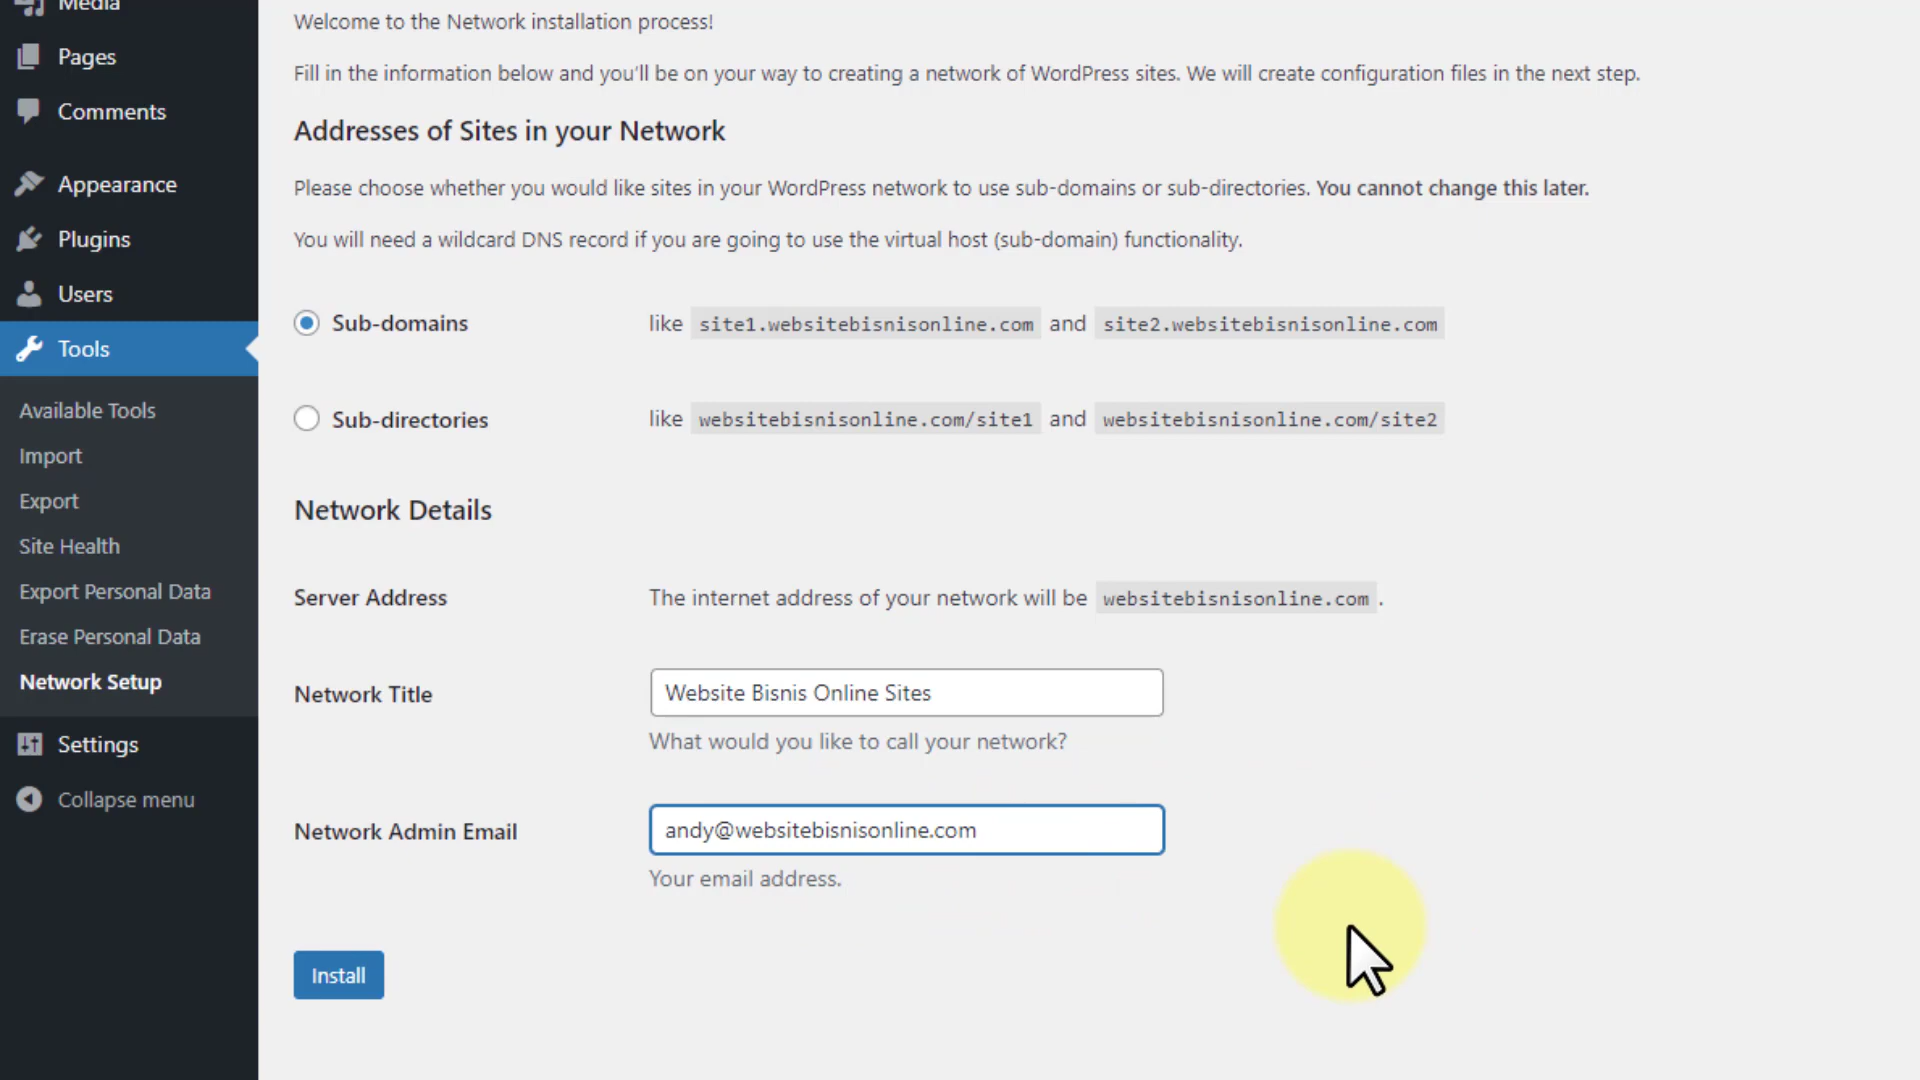 Media
Pages
Comments
Appearance
Plugins
Users
Tools
Available Tools
Import
Export
Site Health
Export Personal Data
Erase Personal Data
Network Setup
Settings
Collapse menu
Welcome to the Network installation process!
Fill in the information below and you'll be on your way to creating a network of WordPress sites. We will create configuration files in the next step.
Addresses of Sites in your Network
Please choose whether you would like sites in your WordPress network to use sub-domains or sub-directories. You cannot change this later.
You will need a wildcard DNS record if you are going to use the virtual host (sub-domain) functionality.
Sub-domains like site1.websitebisnisonline.com and site2.websitebisnisonline.com
Sub-directories like websitebisnisonline.com/site1 and websitebisnisonline.com/site2
Network Details
Server Address The internet address of your network will be websitebisnisonline.com.
Network Title Website Bisnis Online Sites
What would you like to call your network?
Network Admin Email andy@websitebisnisonline.com
Your email address.
Install